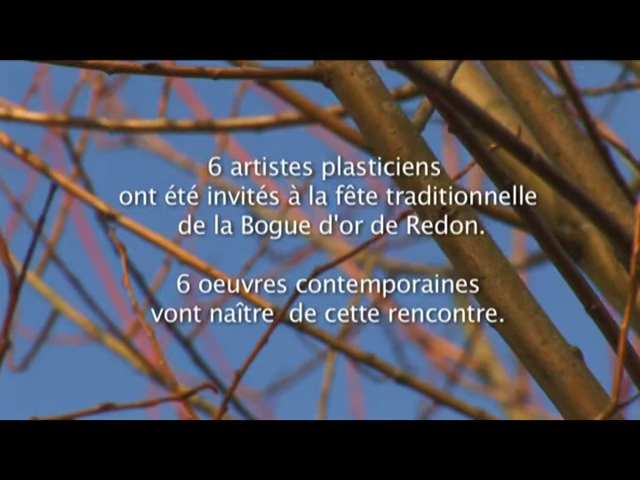 6 artistes plasticiens
ont été invités à la fête traditionnelle
de la Bogue d'or de Redon.
6 oeuvres contemporaines
vont naître de cette rencontre.